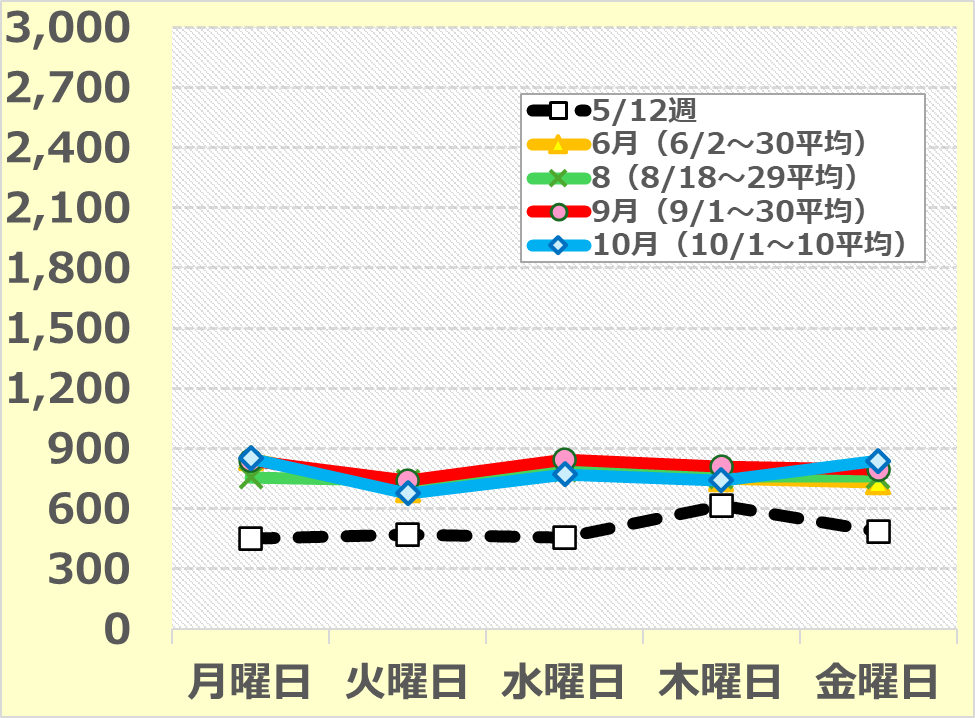 3,000
2,700
2,400
2,100
1,800
1,500
1,200
900
600
300
0
5/12週
6月（6/2～30平均）
8（8/18～29平均）
9月（9/1～30平均）
10月（10/1～10平均）
月曜日 火曜日 水曜日 木曜日 金曜日